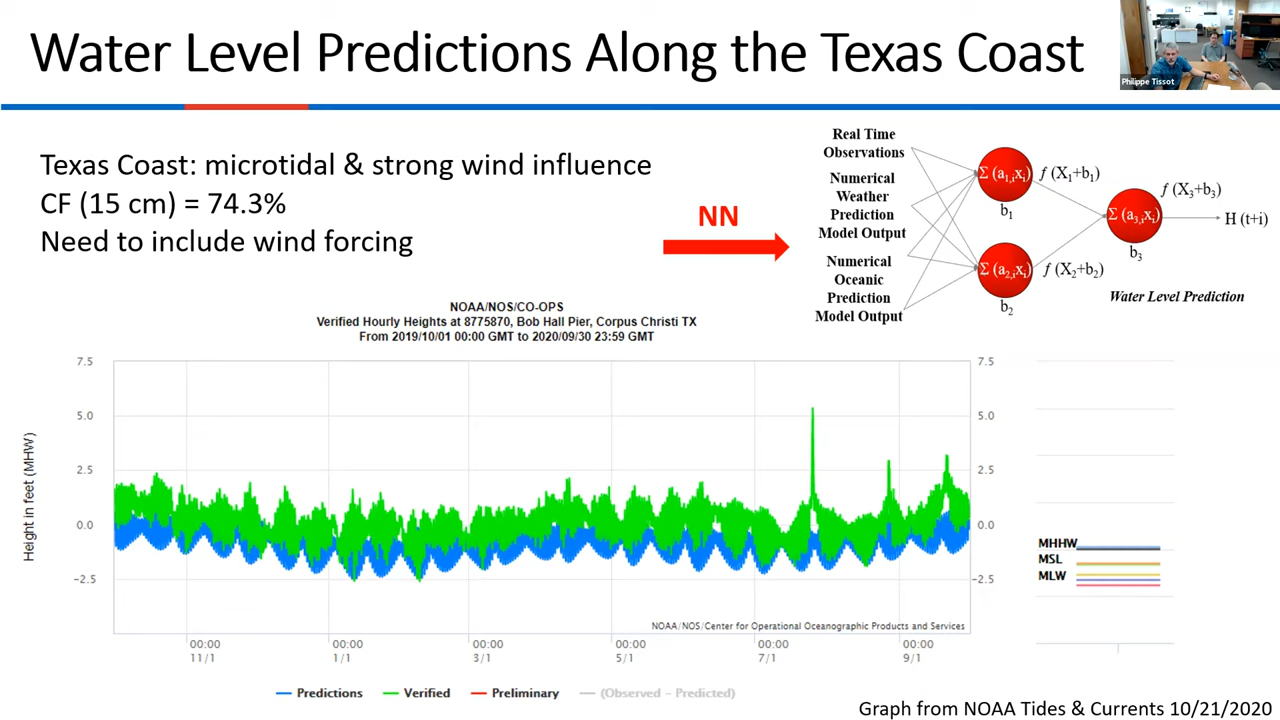 Water Level Predictions Along the Texas Coast
Philippe Tissot
Texas Coast: microtidal & strong wind influence
CF (15 cm) = 74.3%
Need to include wind forcing
NN
Real Time
Observations
Numerical
Weather
Prediction
Model Output
Numerical
Oceanic
Prediction
Model Output
Σ (a1,ixi)
f (X1+b1)
b1
Σ (a2,ixi)
f (X2+b2)
b2
Σ (a3,ixi)
f (X3+b3)
b3
H (t+i)
Water Level Prediction
NOAA/NOS/CO-OPS
Verified Hourly Heights at 8775870, Bob Hall Pier, Corpus Christi TX
From 2019/10/01 00:00 GMT to 2020/09/30 23:59 GMT
Height in feet (MHW)
7.5
5.0
2.5
0.0
−2.5
7.5
5.0
2.5
0.0
−2.5
NOAA/NOS/Center for Operational Oceanographic Products and Services
00:00
11/1
00:00
1/1
00:00
3/1
00:00
5/1
00:00
7/1
00:00
9/1
MHHW
MSL
MLW
Predictions
Verified
Preliminary
(Observed – Predicted)
Graph from NOAA Tides & Currents 10/21/2020